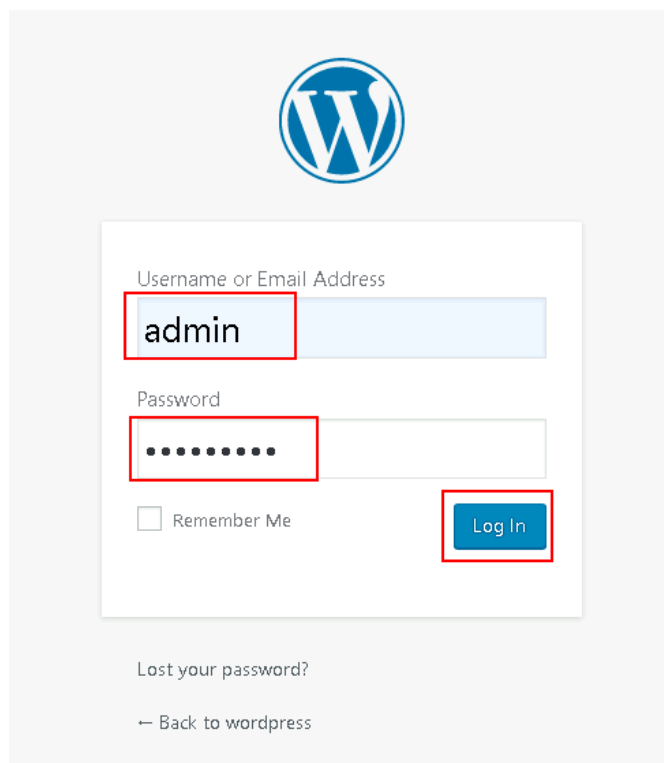 Username or Email Address
admin
Password
•••••••••
Remember Me
Log In
Lost your password?
← Back to wordpress